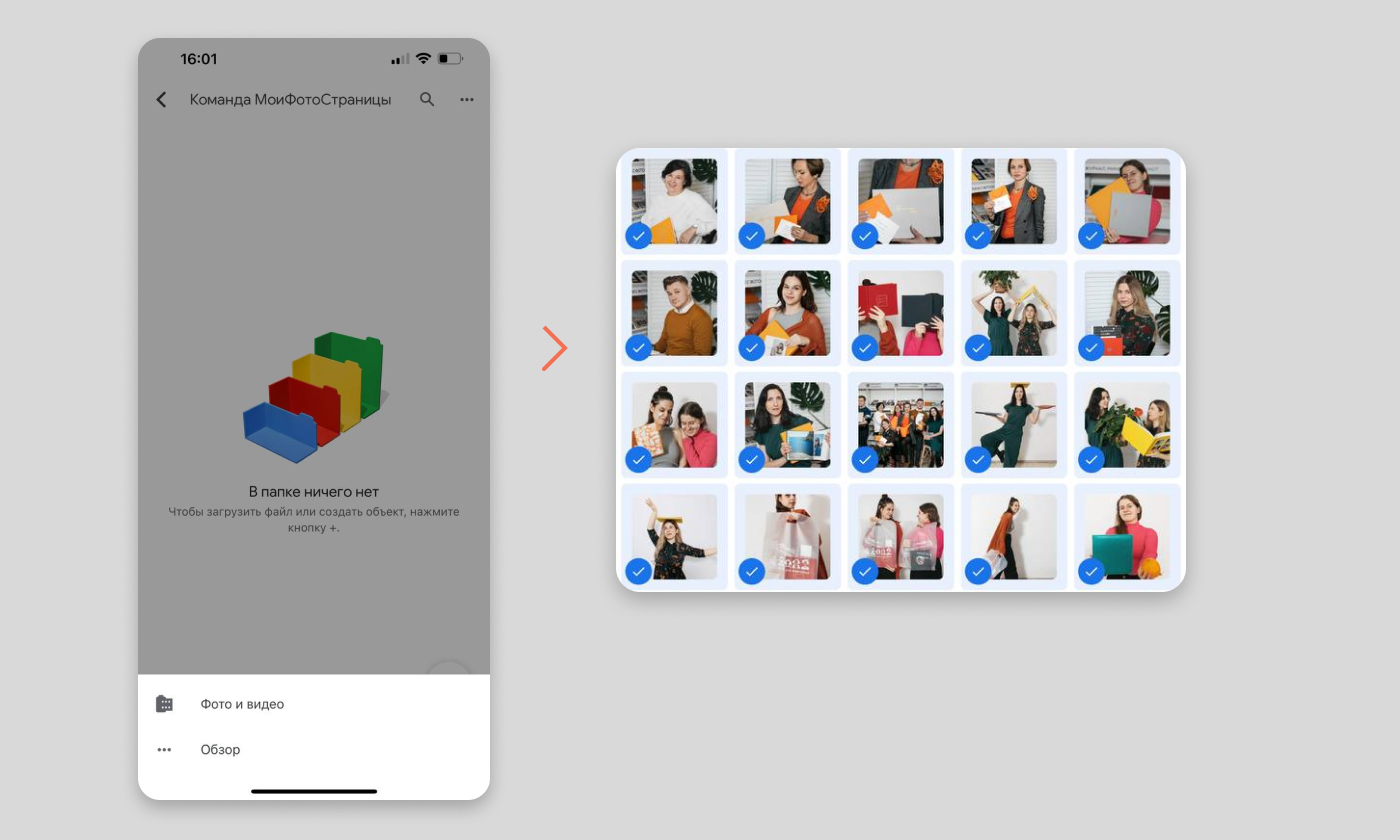 16:01
Команда МоиФотоСтраницы
В папке ничего нет
Чтобы загрузить файл или создать объект, нажмите
кнопку +.
Фото и видео
Обзор